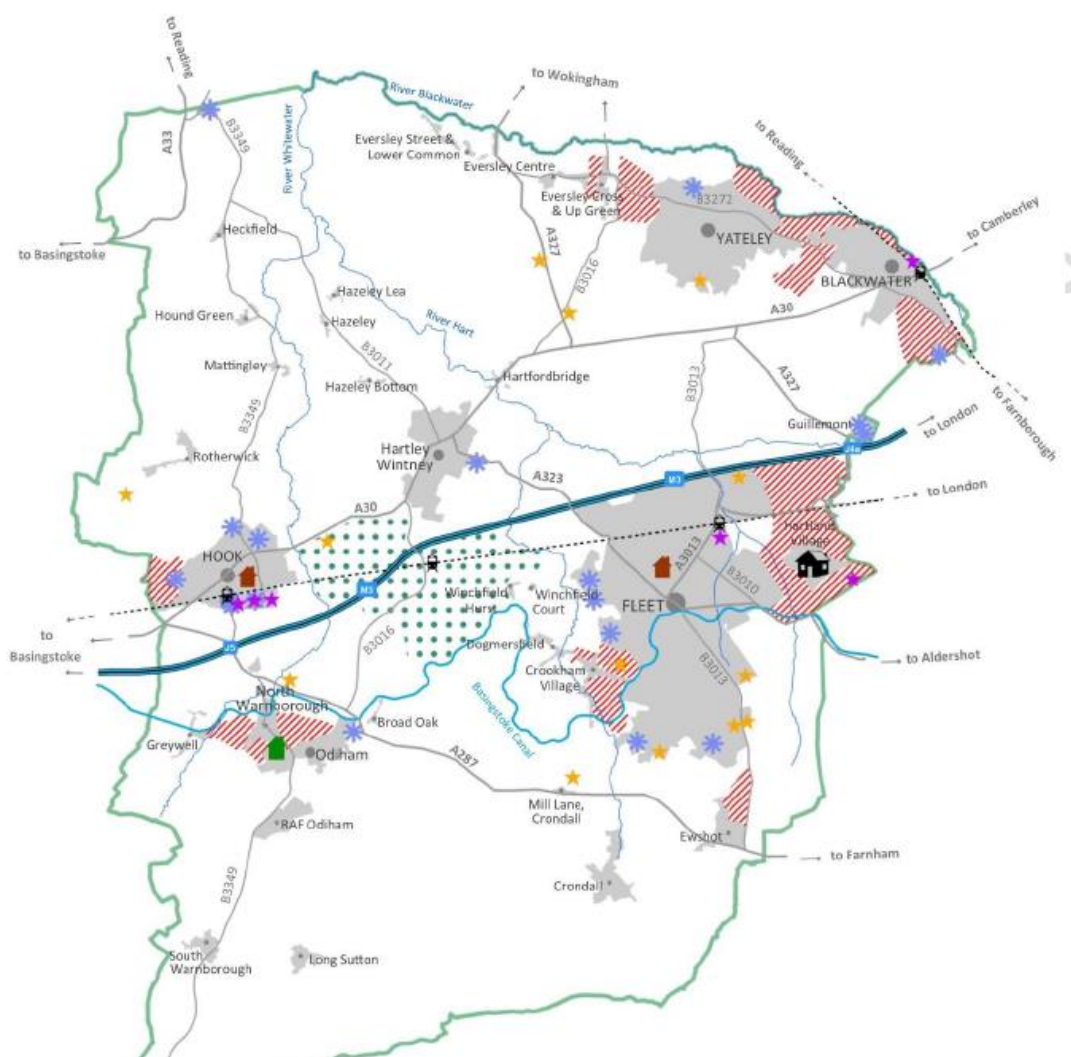 to Reading
to Wokingham
River Blackwater
A33
B3349
River Whitewater
Eversley Street &
Lower Common
Eversley Centre
to Reading
Eversley Cross
& Up Green
B3272
to Camberley
Heckfield
A327
B3016
YATELEY
to Basingstoke
BLACKWATER
Hazeley Lea
Hound Green
Hazeley
River Hart
A30
B3011
Mattingley
Hazeley Bottom
Hartfordbridge
B3013
A327
to Farnborough
B3349
Guillemont
to London
Hartley
Wintney
Rotherwick
J4a
A323
M3
to London
A30
Hartland
Village
HOOK
A3013
B3010
M3
Winchfield
Hurst
Winchfield
Court
FLEET
to
Basingstoke
J5
B3016
Dogmersfield
to Aldershot
Crookham
Village
B3013
North
Warnborough
Basingstoke
Canal
Broad Oak
Greywell
Odiham
A287
Mill Lane,
Crondall
RAF Odiham
Ewshot
to Farnham
B3349
Crondall
South
Warnborough
Long Sutton